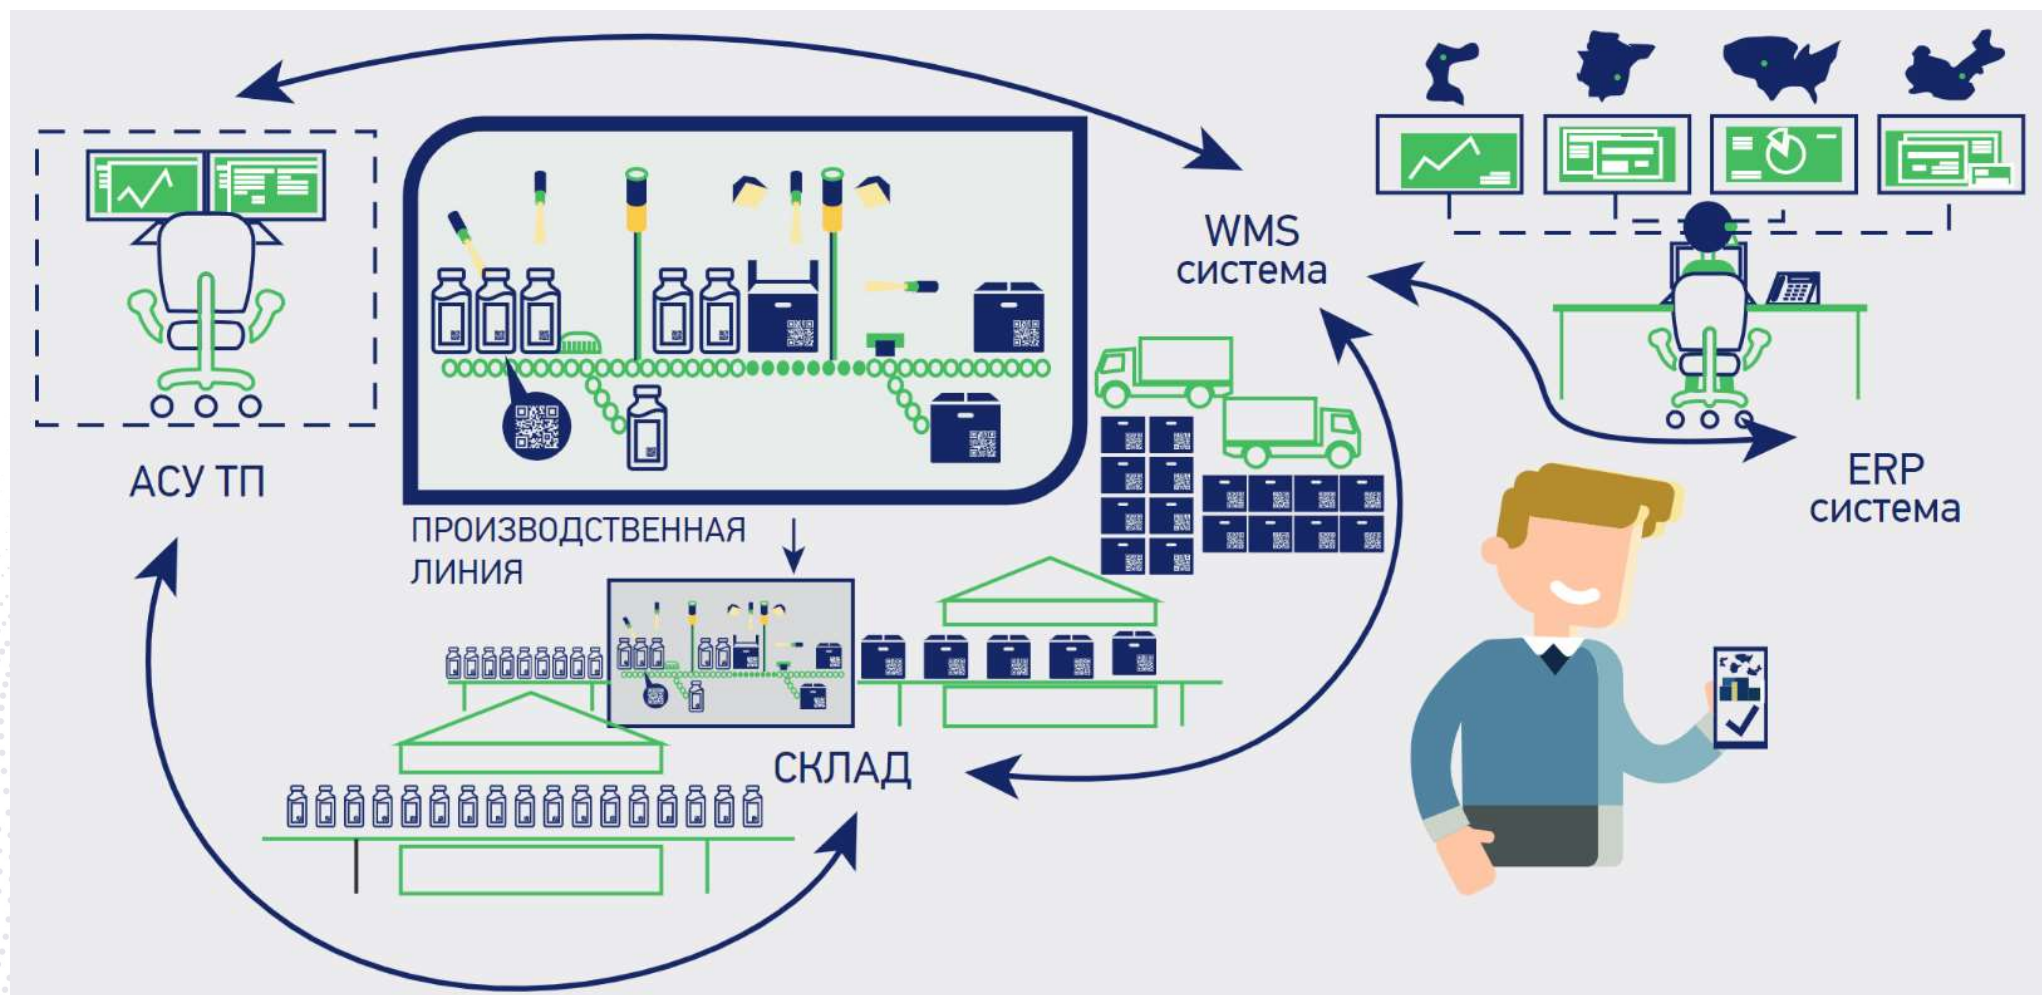 WMS
система
АСУ ТП
ERP
система
ПРОИЗВОДСТВЕННАЯ
ЛИНИЯ
СКЛАД